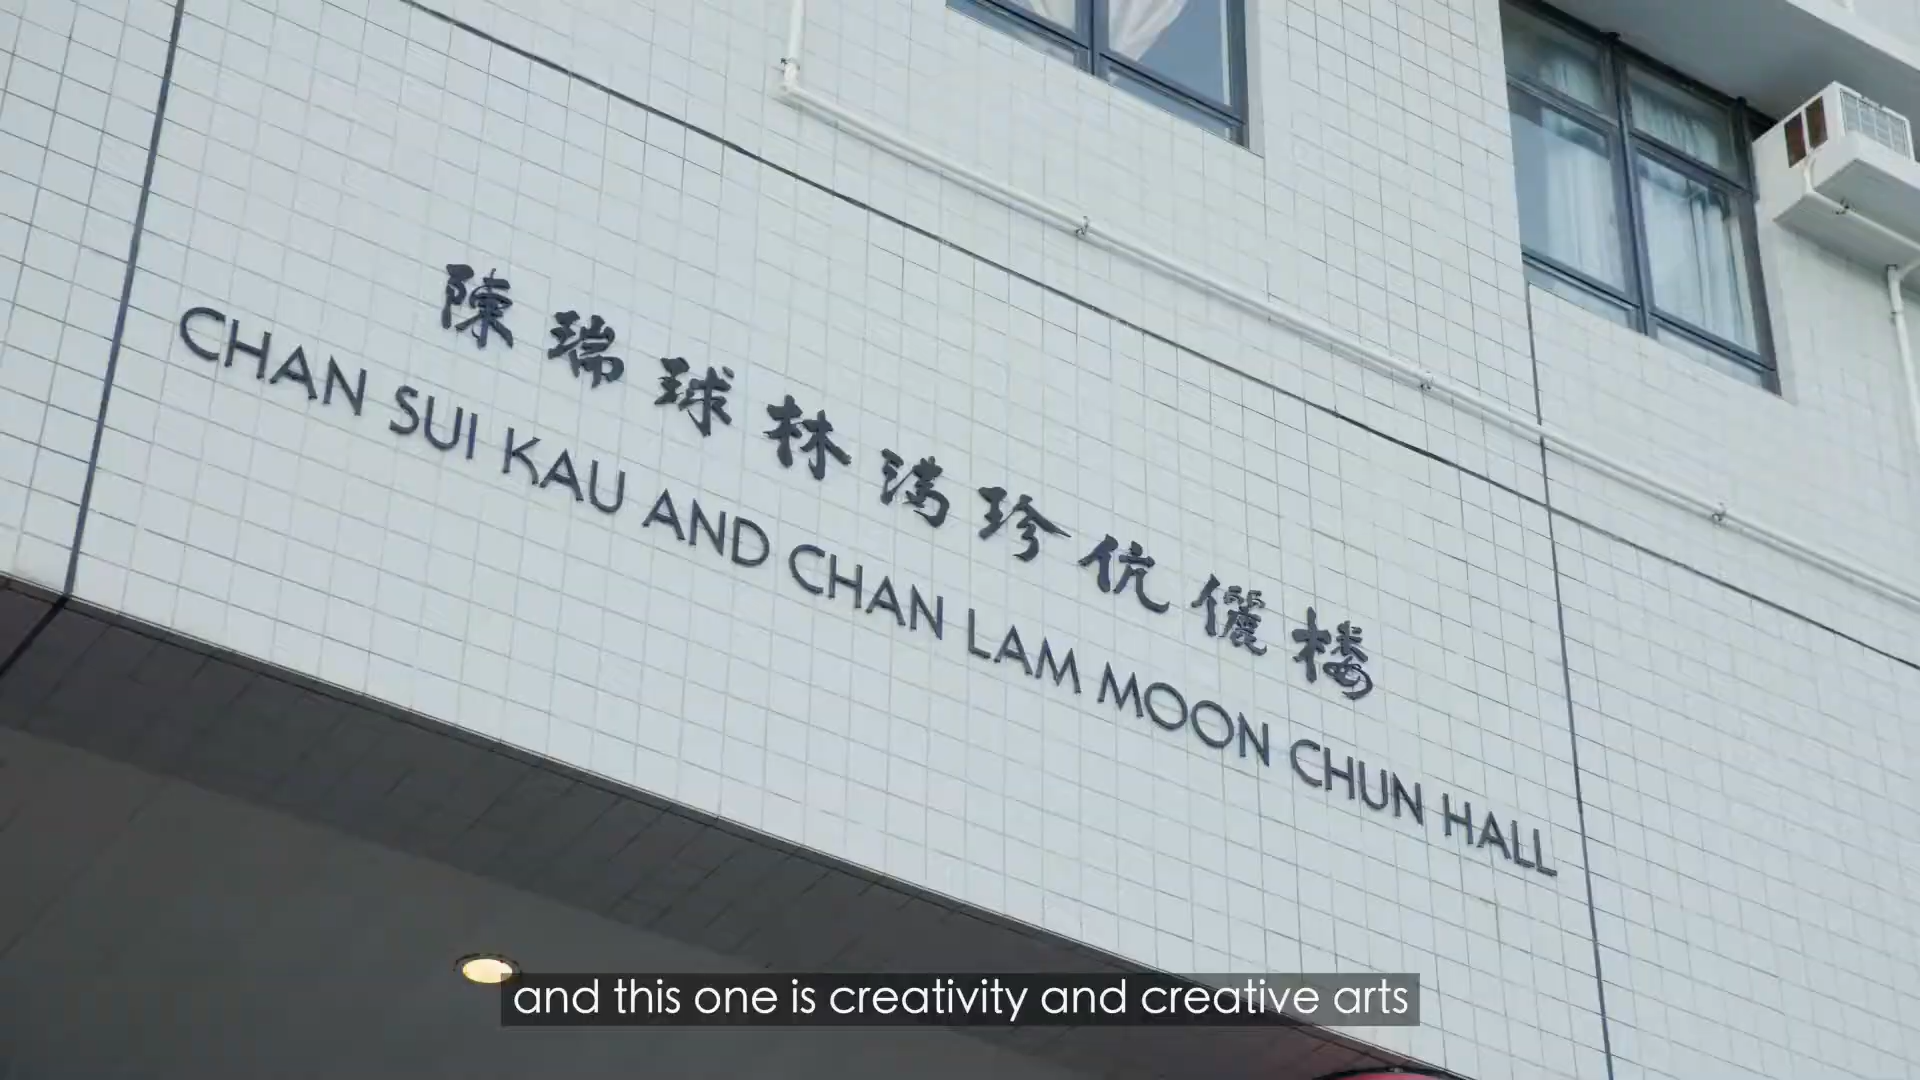 陳瑞球林滿珍伉儷樓
CHAN SUI KAU AND CHAN LAM MOON CHUN HALL
and this one is creativity and creative arts